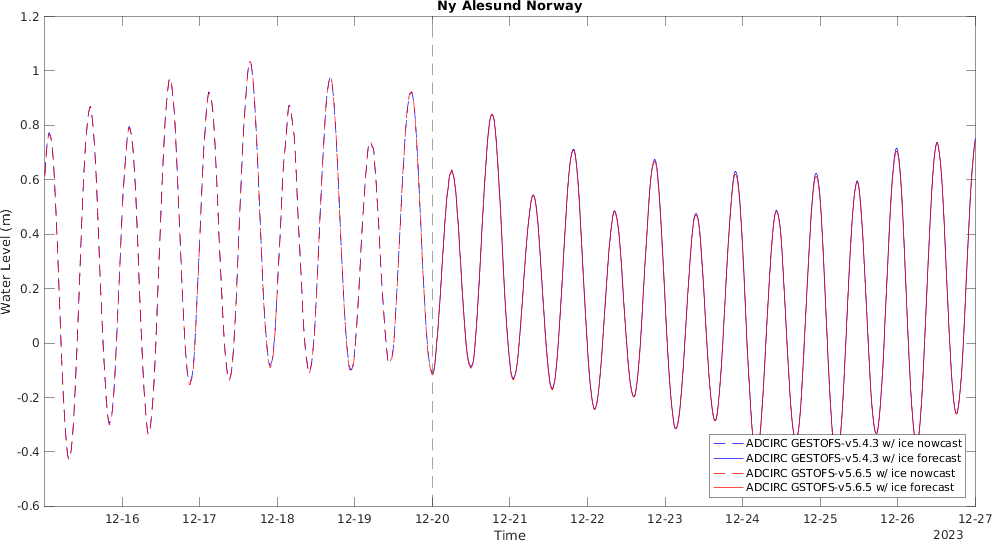 Ny Alesund Norway
1.2
1
0.8
0.6
0.4
0.2
0
-0.2
-0.4
-0.6
Water Level (m)
ADCIRC GESTOFS-v5.4.3 w/ ice nowcast
ADCIRC GESTOFS-v5.4.3 w/ ice forecast
ADCIRC GSTOFS-v5.6.5 w/ ice nowcast
ADCIRC GSTOFS-v5.6.5 w/ ice forecast
12-16 12-17 12-18 12-19 12-20 12-21 12-22 12-23 12-24 12-25 12-26 12-27
Time
2023